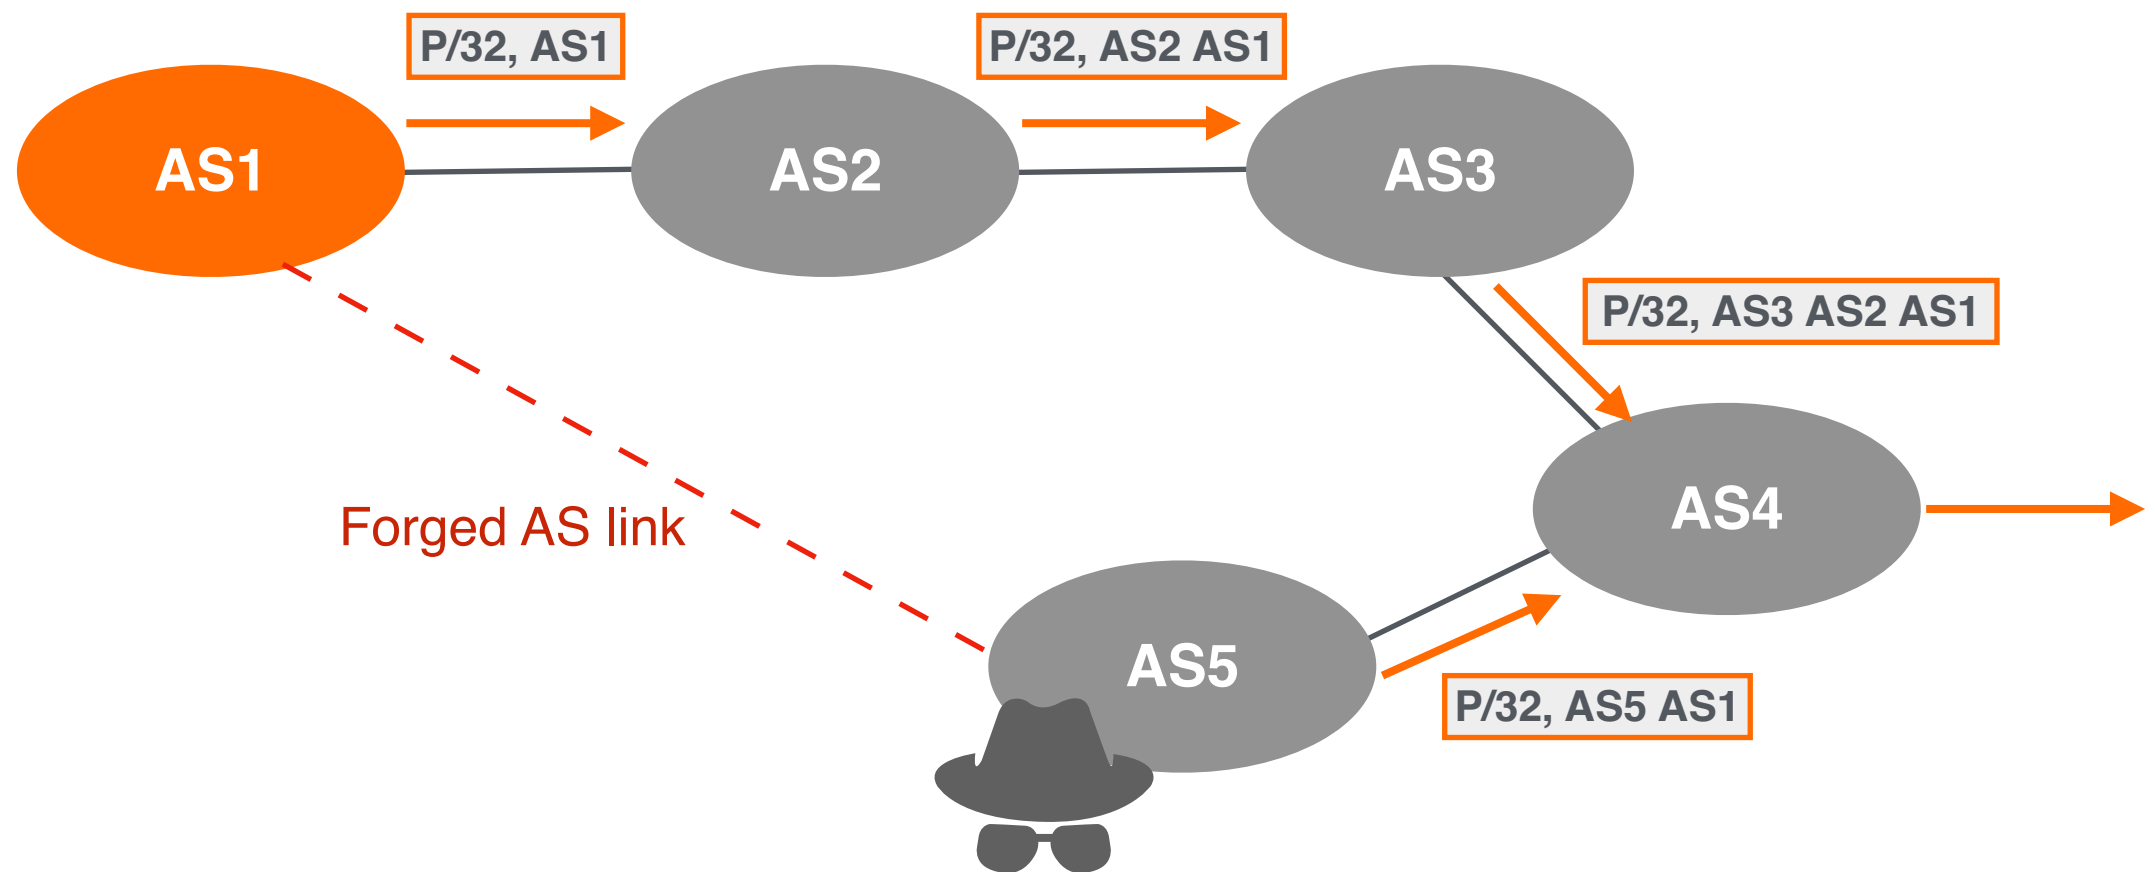 P/32, AS1
P/32, AS2 AS1
AS1
AS2
AS3
P/32, AS3 AS2 AS1
AS4
Forged AS link
AS5
P/32, AS5 AS1